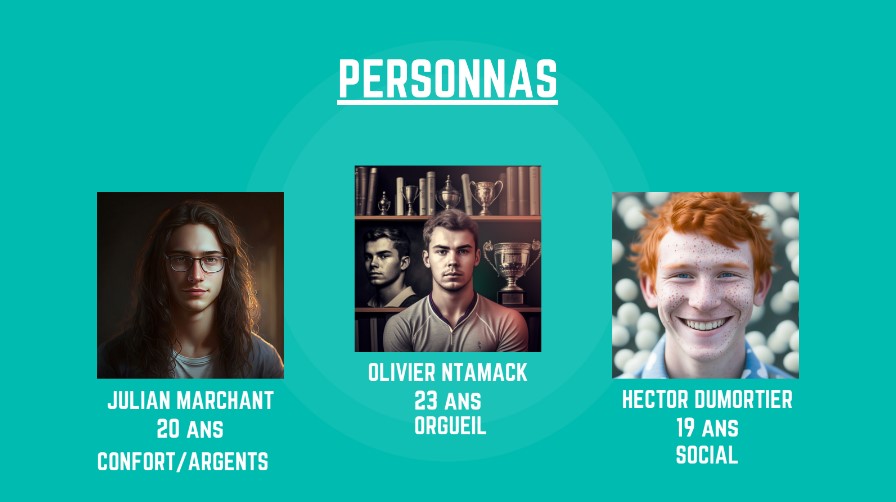 PERSONNAS
JULIAN MARCHANT
20 ANS
CONFORT/ARGENTS
OLIVIER NTAMACK
23 ANS
ORGUEIL
HECTOR DUMORTIER
19 ANS
SOCIAL